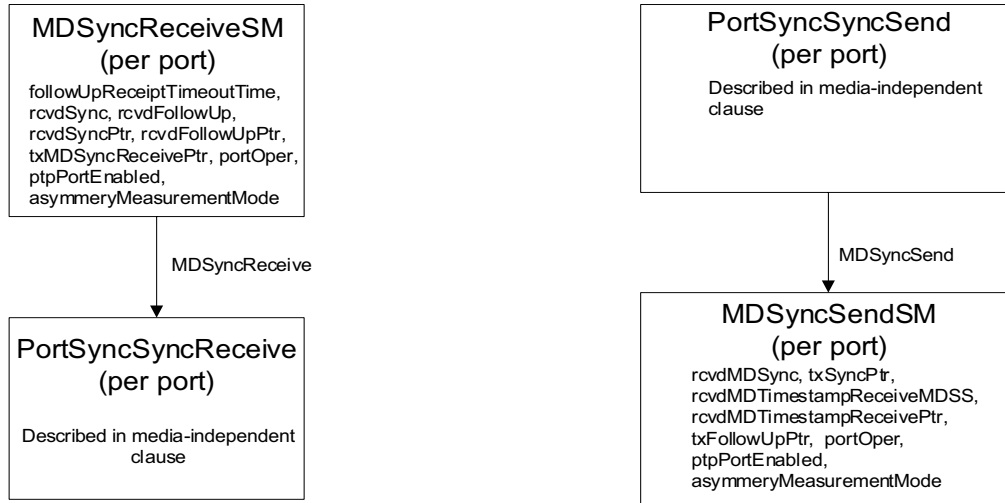 MDSyncReceiveSM
(per port)
followUpReceiptTimeoutTime,
rcvdSync, rcvdFollowUp,
rcvdSyncPtr, rcvdFollowUpPtr,
txMDSyncReceivePtr, portOper,
ptpPortEnabled,
asymmeryMeasurementMode
MDSyncReceive
PortSyncSyncReceive
(per port)
Described in media-independent
clause
PortSyncSyncSend
(per port)
Described in media-independent
clause
MDSyncSend
MDSyncSendSM
(per port)
rcvdMDSync, txSyncPtr,
rcvdMDTimestampReceiveMDSS,
rcvdMDTimestampReceivePtr,
txFollowUpPtr, portOper,
ptpPortEnabled,
asymmeryMeasurementMode